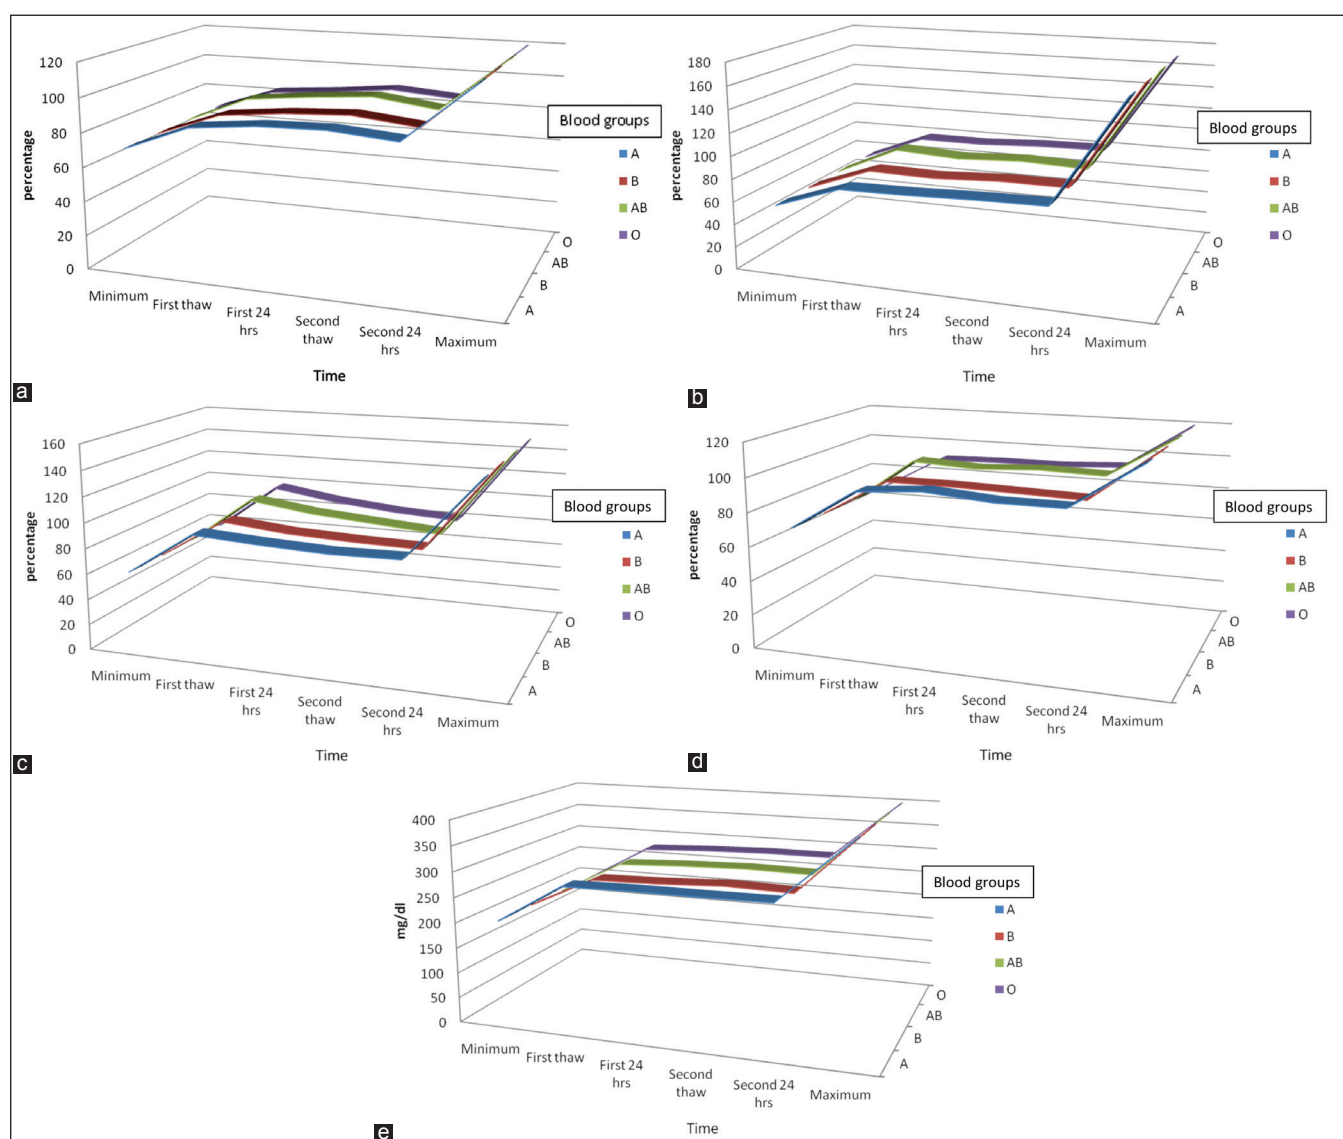 120
100
80
60
40
20
0
percentage
Minimum
First thaw
First 24
hrs
Second
thaw
Second 24
hrs
Maximum
Time
O
AB
B
A
Blood groups
A
B
AB
O
a
180
160
140
120
100
80
60
40
20
0
percentage
Minimum
First thaw
First 24
hrs
Second
thaw
Second 24
hrs
Maximum
Time
O
AB
B
A
Blood groups
A
B
AB
O
b
160
140
120
100
80
60
40
20
0
percentage
Minimum
First thaw
First 24
hrs
Second
thaw
Second 24
hrs
Maximum
Time
O
AB
B
A
Blood groups
A
B
AB
O
c
120
100
80
60
40
20
0
percentage
Minimum
First thaw
First 24
hrs
Second
thaw
Second 24
hrs
Maximum
Time
O
AB
B
A
Blood groups
A
B
AB
O
d
400
350
300
250
200
150
100
50
0
mg/dl
Minimum
First thaw
First 24
hrs
Second
thaw
Second 24
hrs
Maximum
Time
O
AB
B
A
Blood groups
A
B
AB
O
e